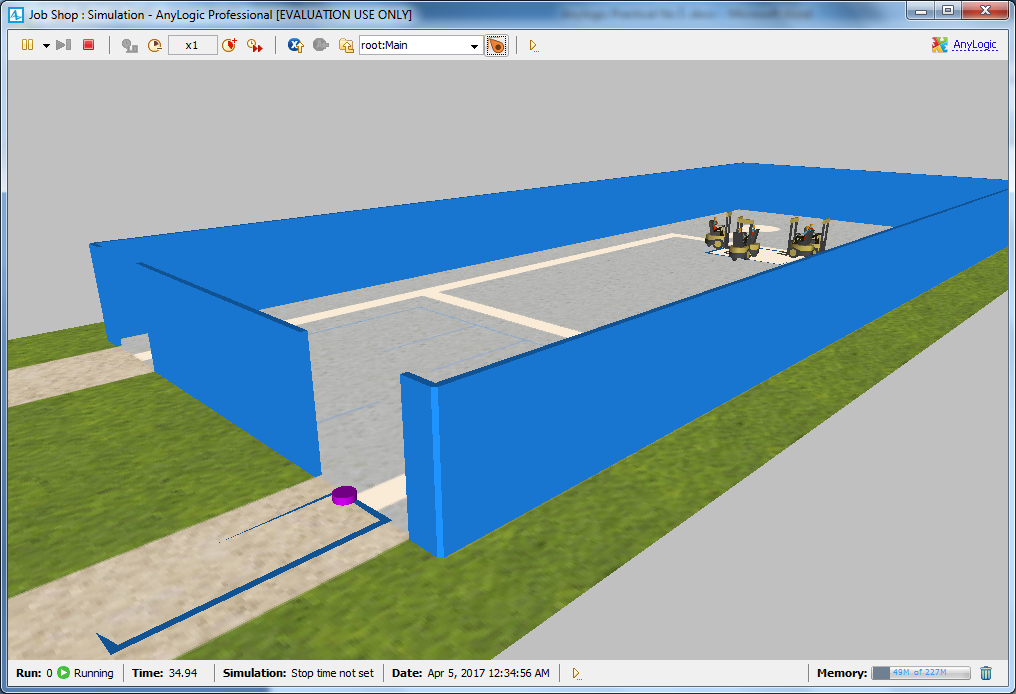 Job Shop : Simulation - AnyLogic Professional [EVALUATION USE ONLY]
x1
root:Main
AnyLogic
Run: 0 Running Time: 34.94 Simulation: Stop time not set Date: Apr 5, 2017 12:34:56 AM Memory: 49M of 227M